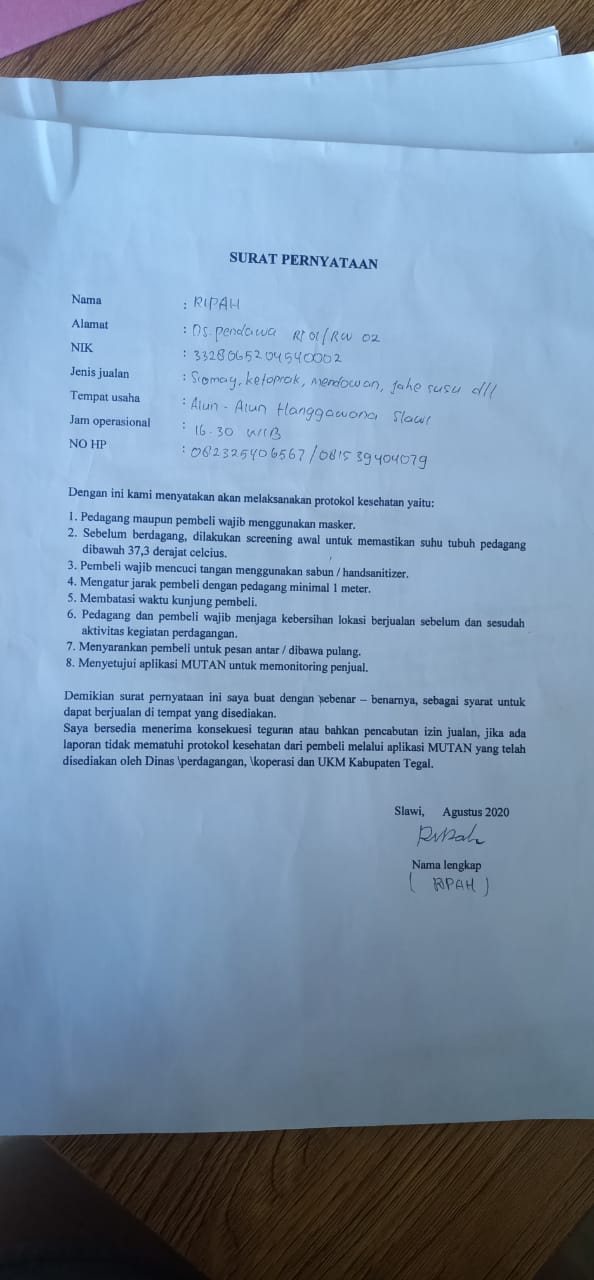 SURAT PERNYATAAN
Nama : RIPAH
Alamat : Ds. pendawa RT 01/RW 02
NIK : 3328065204540002
Jenis jualan : Siomay, ketoprak, mendowan, jahe susu dll
Tempat usaha : Alun - Alun Hanggawana Slawi
Jam operasional : 16.30 WIB
NO HP : 082325406567 / 081539404079
Dengan ini kami menyatakan akan melaksanakan protokol kesehatan yaitu:
1. Pedagang maupun pembeli wajib menggunakan masker.
2. Sebelum berdagang, dilakukan screening awal untuk memastikan suhu tubuh pedagang
dibawah 37,3 derajat celcius.
3. Pembeli wajib mencuci tangan menggunakan sabun / handsanitizer.
4. Mengatur jarak pembeli dengan pedagang minimal 1 meter.
5. Membatasi waktu kunjung pembeli.
6. Pedagang dan pembeli wajib menjaga kebersihan lokasi berjualan sebelum dan sesudah
aktivitas kegiatan perdagangan.
7. Menyarankan pembeli untuk pesan antar / dibawa pulang.
8. Menyetujui aplikasi MUTAN untuk memonitoring penjual.
Demikian surat pernyataan ini saya buat dengan sebenar – benarnya, sebagai syarat untuk
dapat berjualan di tempat yang disediakan.
Saya bersedia menerima konsekuesi teguran atau bahkan pencabutan izin jualan, jika ada
laporan tidak mematuhi protokol kesehatan dari pembeli melalui aplikasi MUTAN yang telah
disediakan oleh Dinas \perdagangan, \koperasi dan UKM Kabupaten Tegal.
Slawi, Agustus 2020
Ripah
Nama lengkap
( RIPAH )